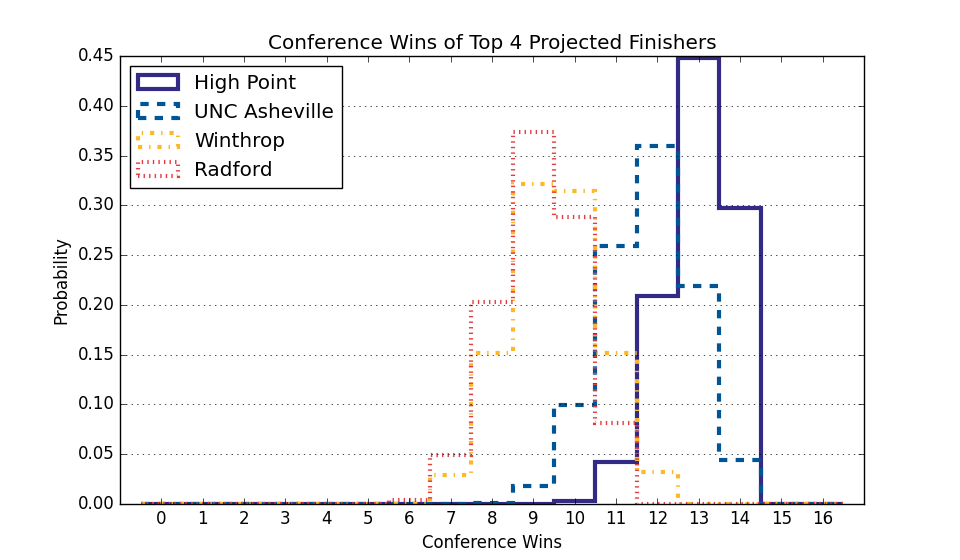 Conference Wins of Top 4 Projected Finishers
High Point
UNC Asheville
Winthrop
Radford
Probability
0.45
0.40
0.35
0.30
0.25
0.20
0.15
0.10
0.05
0.00
0 1 2 3 4 5 6 7 8 9 10 11 12 13 14 15 16
Conference Wins